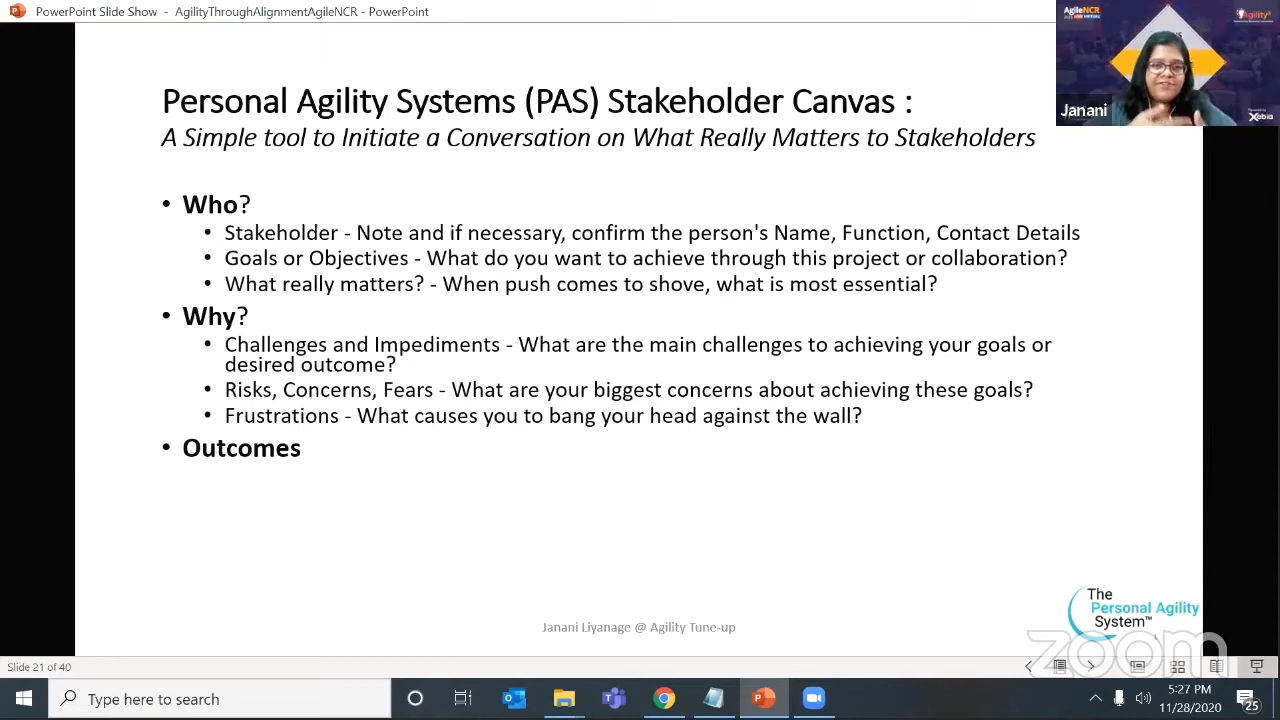 PowerPoint Slide Show - AgilityThroughAlignmentAgileNCR - PowerPoint
AgileNCR
Agility
Janani
Powered by
Xebia
Personal Agility Systems (PAS) Stakeholder Canvas :
A Simple tool to Initiate a Conversation on What Really Matters to Stakeholders
• Who?
• Stakeholder - Note and if necessary, confirm the person's Name, Function, Contact Details
• Goals or Objectives - What do you want to achieve through this project or collaboration?
• What really matters? - When push comes to shove, what is most essential?
• Why?
• Challenges and Impediments - What are the main challenges to achieving your goals or
desired outcome?
• Risks, Concerns, Fears - What are your biggest concerns about achieving these goals?
• Frustrations - What causes you to bang your head against the wall?
• Outcomes
The
Personal Agility
System™
Janani Liyanage @ Agility Tune-up
zoom
Slide 21 of 40
Type here to search
5:27 PM
11/28/2020
25